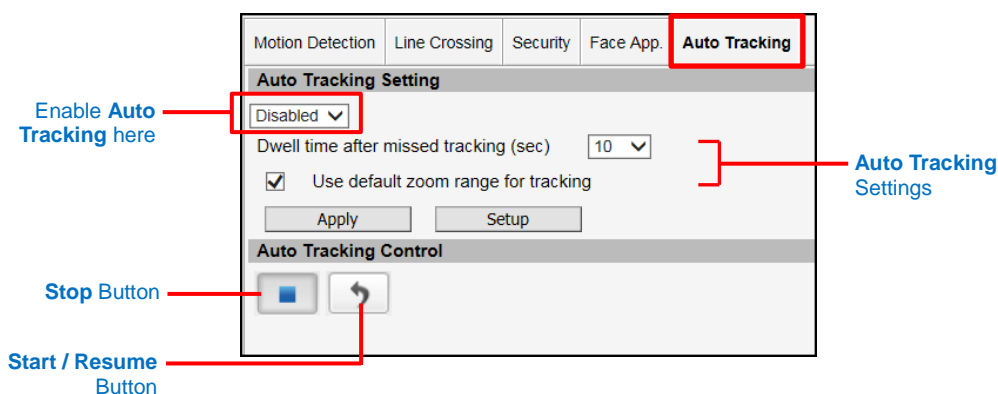 Motion Detection Line Crossing Security Face App. Auto Tracking
Auto Tracking Setting
Enable Auto
Tracking here
Disabled
Dwell time after missed tracking (sec) 10
Use default zoom range for tracking
Auto Tracking
Settings
Apply Setup
Auto Tracking Control
Stop Button
Start / Resume
Button